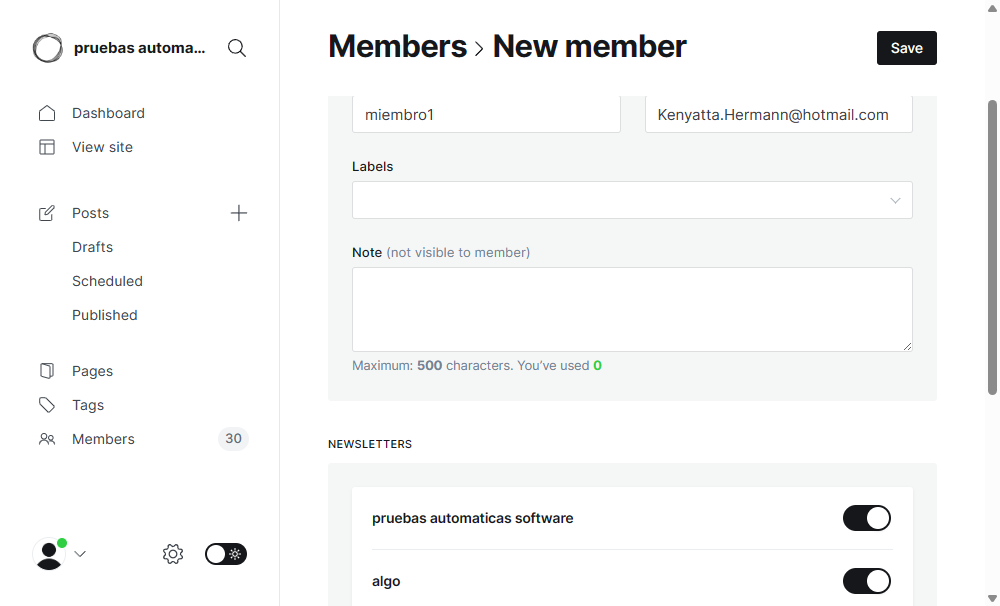 pruebas automa...
Dashboard
View site
Posts
Drafts
Scheduled
Published
Pages
Tags
Members 30
Members > New member
Save
miembro1
Kenyatta.Hermann@hotmail.com
Labels
Note (not visible to member)
Maximum: 500 characters. You’ve used 0
NEWSLETTERS
pruebas automaticas software
algo